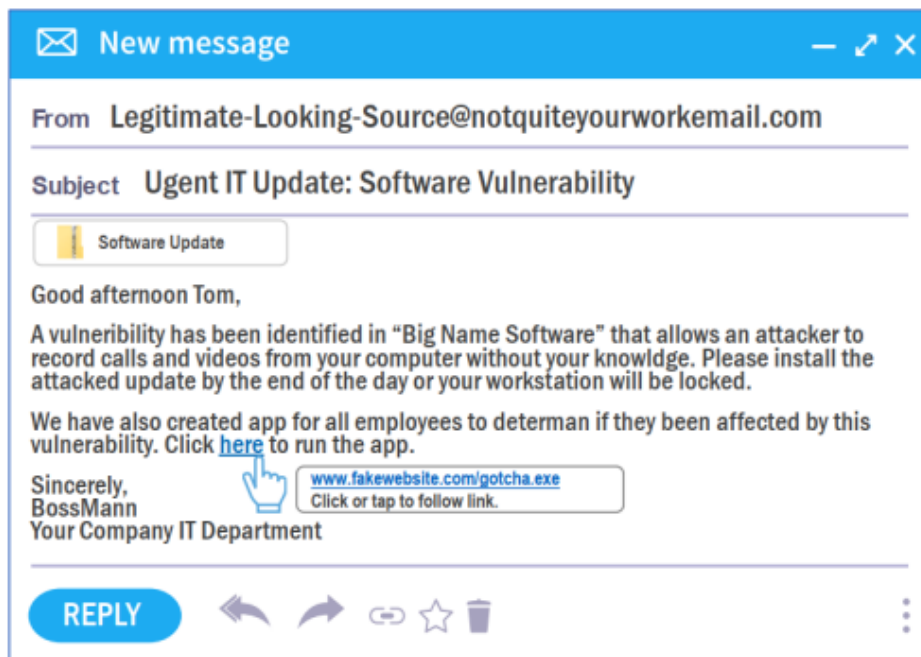 New message
From Legitimate-Looking-Source@notquiteyourworkemail.com
Subject Ugent IT Update: Software Vulnerability
Software Update
Good afternoon Tom,
A vulneribility has been identified in “Big Name Software” that allows an attacker to
record calls and videos from your computer without your knowldge. Please install the
attacked update by the end of the day or your workstation will be locked.
We have also created app for all employees to determan if they been affected by this
vulnerability. Click here to run the app.
www.fakewebsite.com/gotcha.exe
Click or tap to follow link.
Sincerely,
BossMann
Your Company IT Department
REPLY